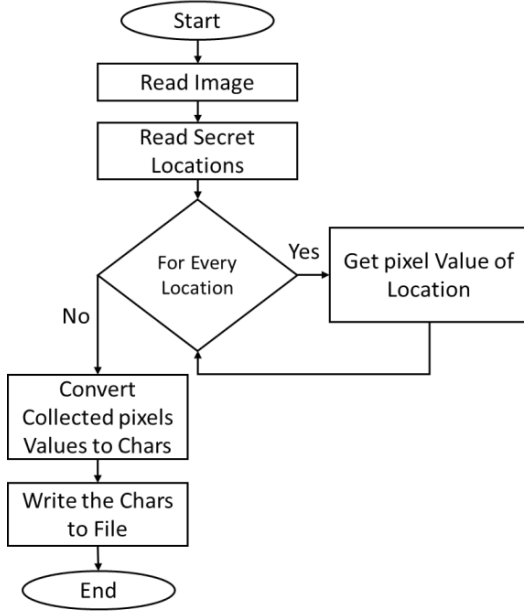 Start
Read Image
Read Secret
Locations
For Every
Location
Yes
Get pixel Value of
Location
No
Convert
Collected pixels
Values to Chars
Write the Chars
to File
End